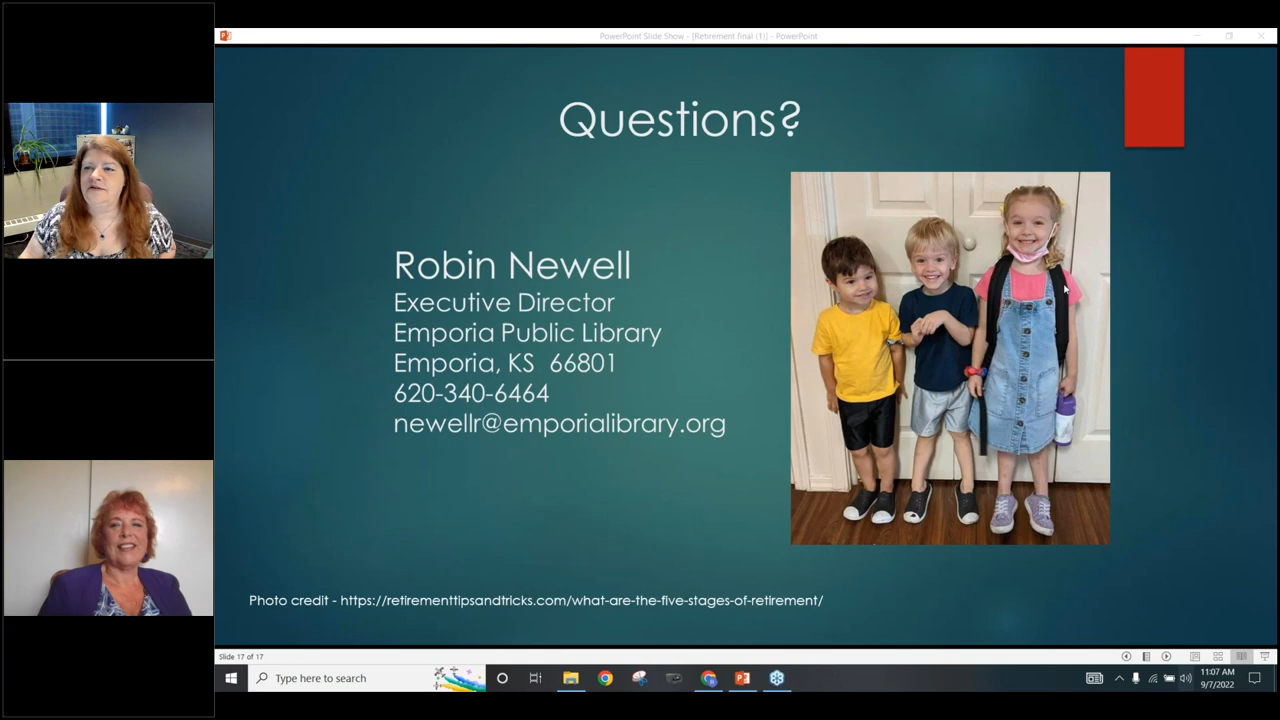 PowerPoint Slide Show - [Retirement final (1)] - PowerPoint
Questions?
Robin Newell
Executive Director
Emporia Public Library
Emporia, KS 66801
620-340-6464
newellr@emporialibrary.org
Photo credit - https://retirementtipsandtricks.com/what-are-the-five-stages-of-retirement/
Slide 17 of 17
Type here to search
11:07 AM
9/7/2022